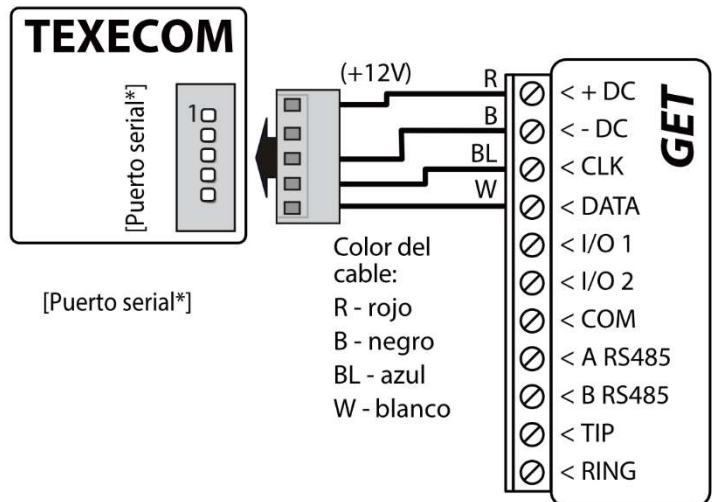 TEXECOM
[Puerto serial*]
1
[Puerto serial*]
(+12V)
R
B
BL
W
Color del
cable:
R - rojo
B - negro
BL - azul
W - blanco
GET
< + DC
< - DC
< CLK
< DATA
< I/O 1
< I/O 2
< COM
< A RS485
< B RS485
< TIP
< RING